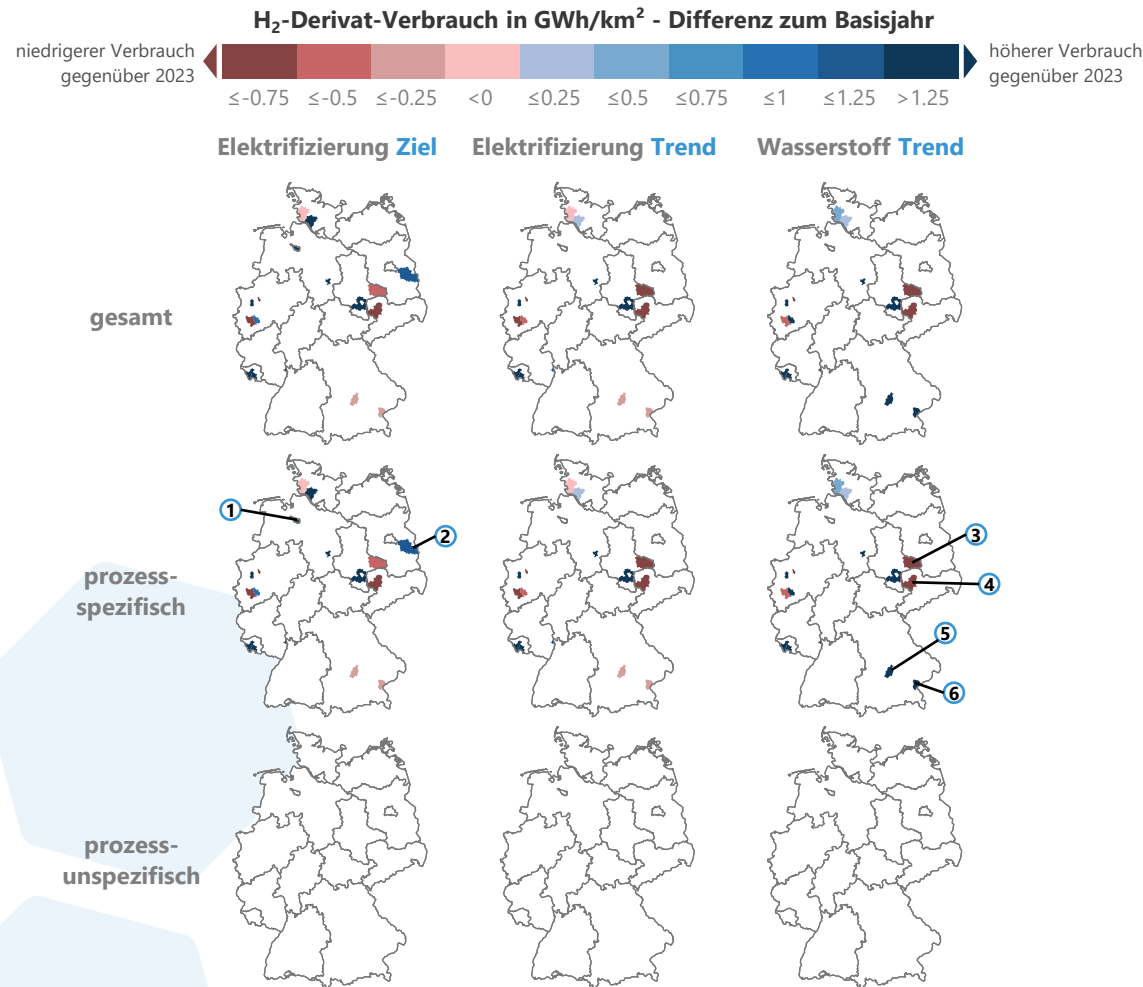 H₂-Derivat-Verbrauch in GWh/km² - Differenz zum Basisjahr
niedrigerer Verbrauch
gegenüber 2023
höherer Verbrauch
gegenüber 2023
≤-0.75 ≤-0.5 ≤-0.25 <0 ≤0.25 ≤0.5 ≤0.75 ≤1 ≤1.25 >1.25
Elektrifizierung Ziel Elektrifizierung Trend Wasserstoff Trend
gesamt
1
2
3
prozess-
spezifisch
4
5
6
prozess-
unspezifisch